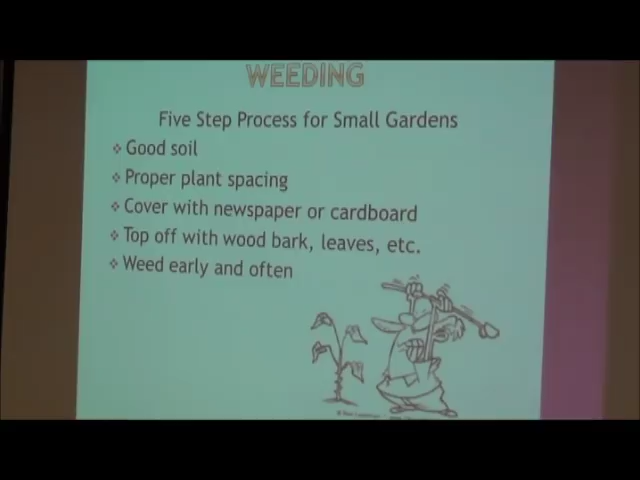 WEEDING
Five Step Process for Small Gardens
❖ Good soil
❖ Proper plant spacing
❖ Cover with newspaper or cardboard
❖ Top off with wood bark, leaves, etc.
❖ Weed early and often